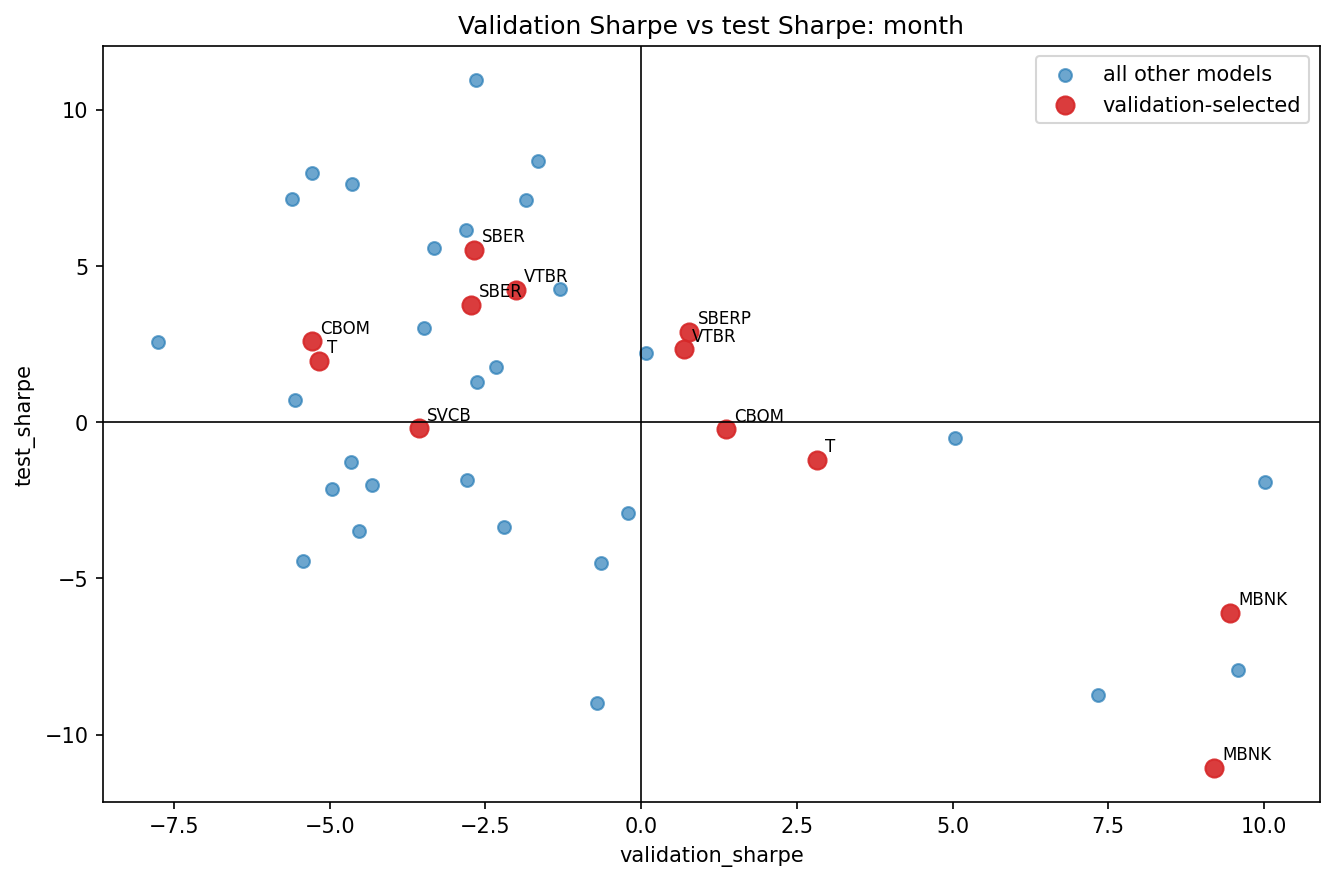 Validation Sharpe vs test Sharpe: month
all other models
validation-selected
10
5
0
−5
−10
test_sharpe
SBER
VTBR
SBER
CBOM
T
SVCB
SBERP
VTBR
CBOM
T
MBNK
MBNK
−7.5
−5.0
−2.5
0.0
2.5
5.0
7.5
10.0
validation_sharpe